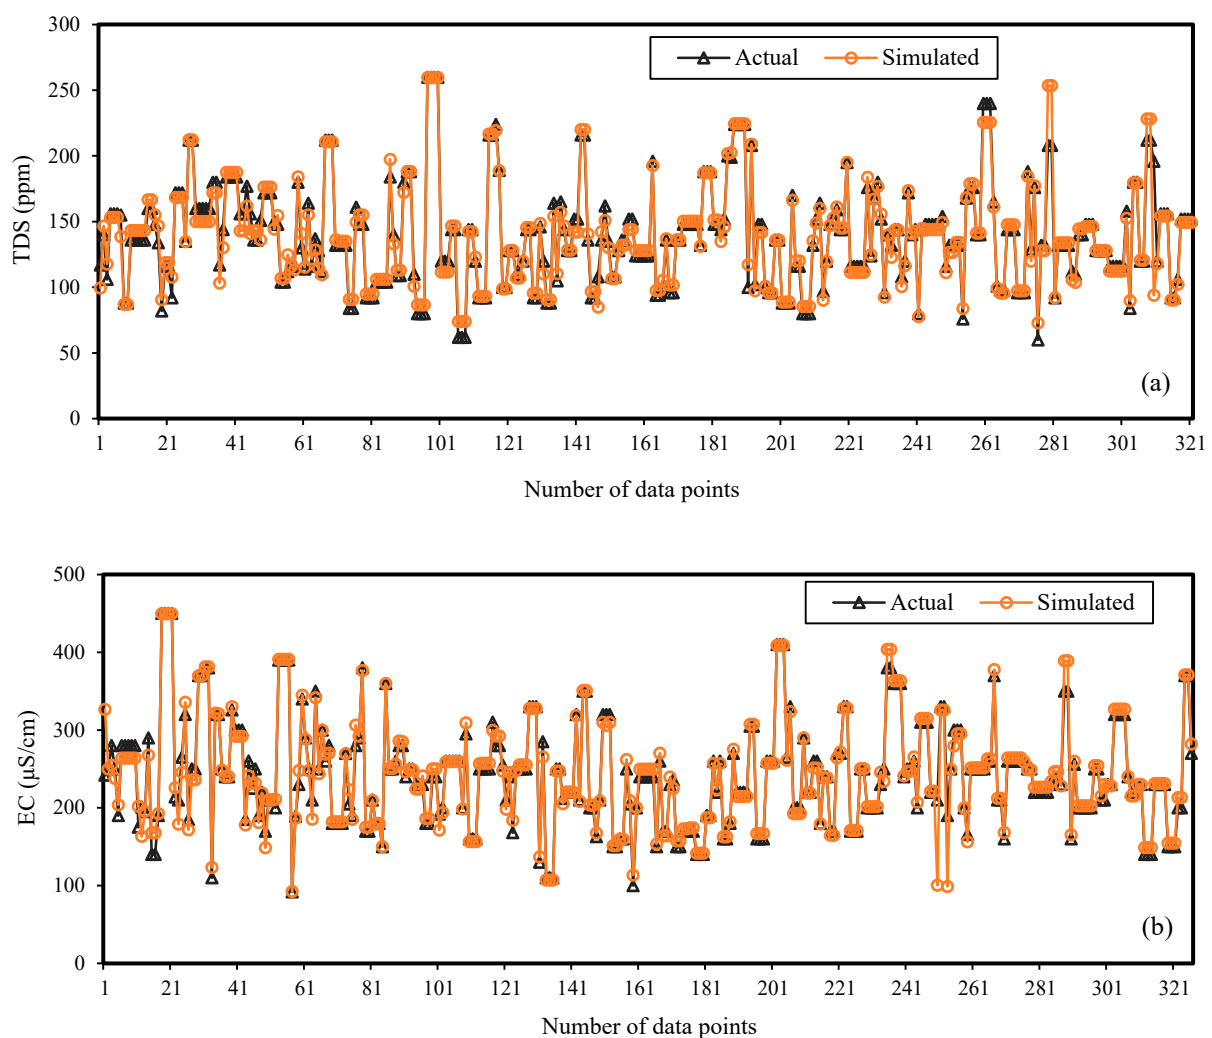 300
250
200
150
100
50
0
TDS (ppm)
Actual
Simulated
(a)
1 21 41 61 81 101 121 141 161 181 201 221 241 261 281 301 321
Number of data points
500
400
300
200
100
0
EC (µS/cm)
Actual
Simulated
(b)
1 21 41 61 81 101 121 141 161 181 201 221 241 261 281 301 321
Number of data points